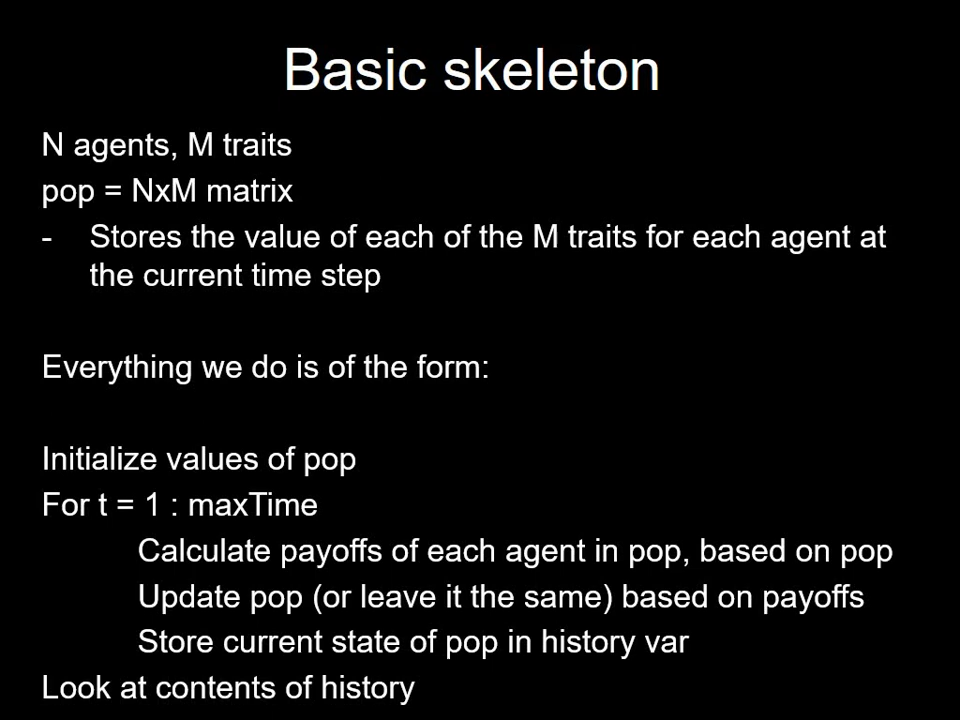 Basic skeleton
N agents, M traits
pop = NxM matrix
- Stores the value of each of the M traits for each agent at
the current time step
Everything we do is of the form:
Initialize values of pop
For t = 1 : maxTime
Calculate payoffs of each agent in pop, based on pop
Update pop (or leave it the same) based on payoffs
Store current state of pop in history var
Look at contents of history